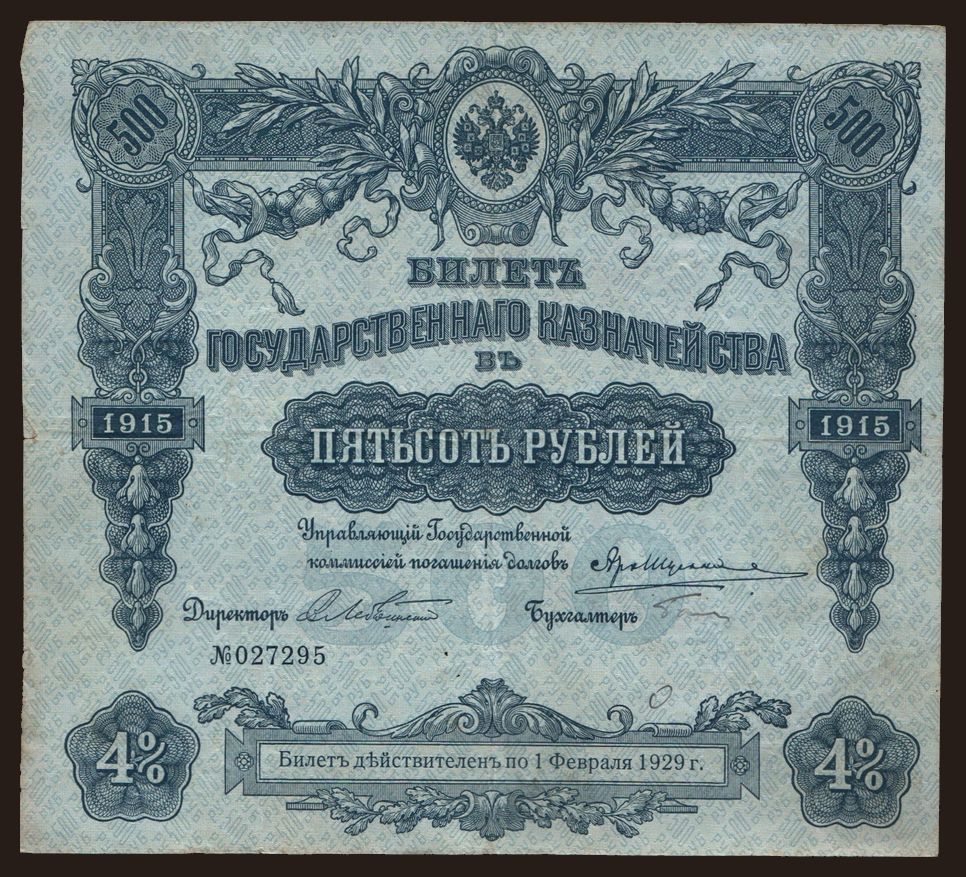 500 500
БИЛЕТЪ
ГОСУДАРСТВЕННАГО КАЗНАЧЕЙСТВА
ВЪ
1915 1915
ПЯТЬСОТЪ РУБЛЕЙ
500
Управляющій Государственной
коммиссіей погашенія долговъ
Директоръ Бухгалтеръ
№027295
4% 4%
Билетъ дѣйствителенъ по 1 Февраля 1929 г.